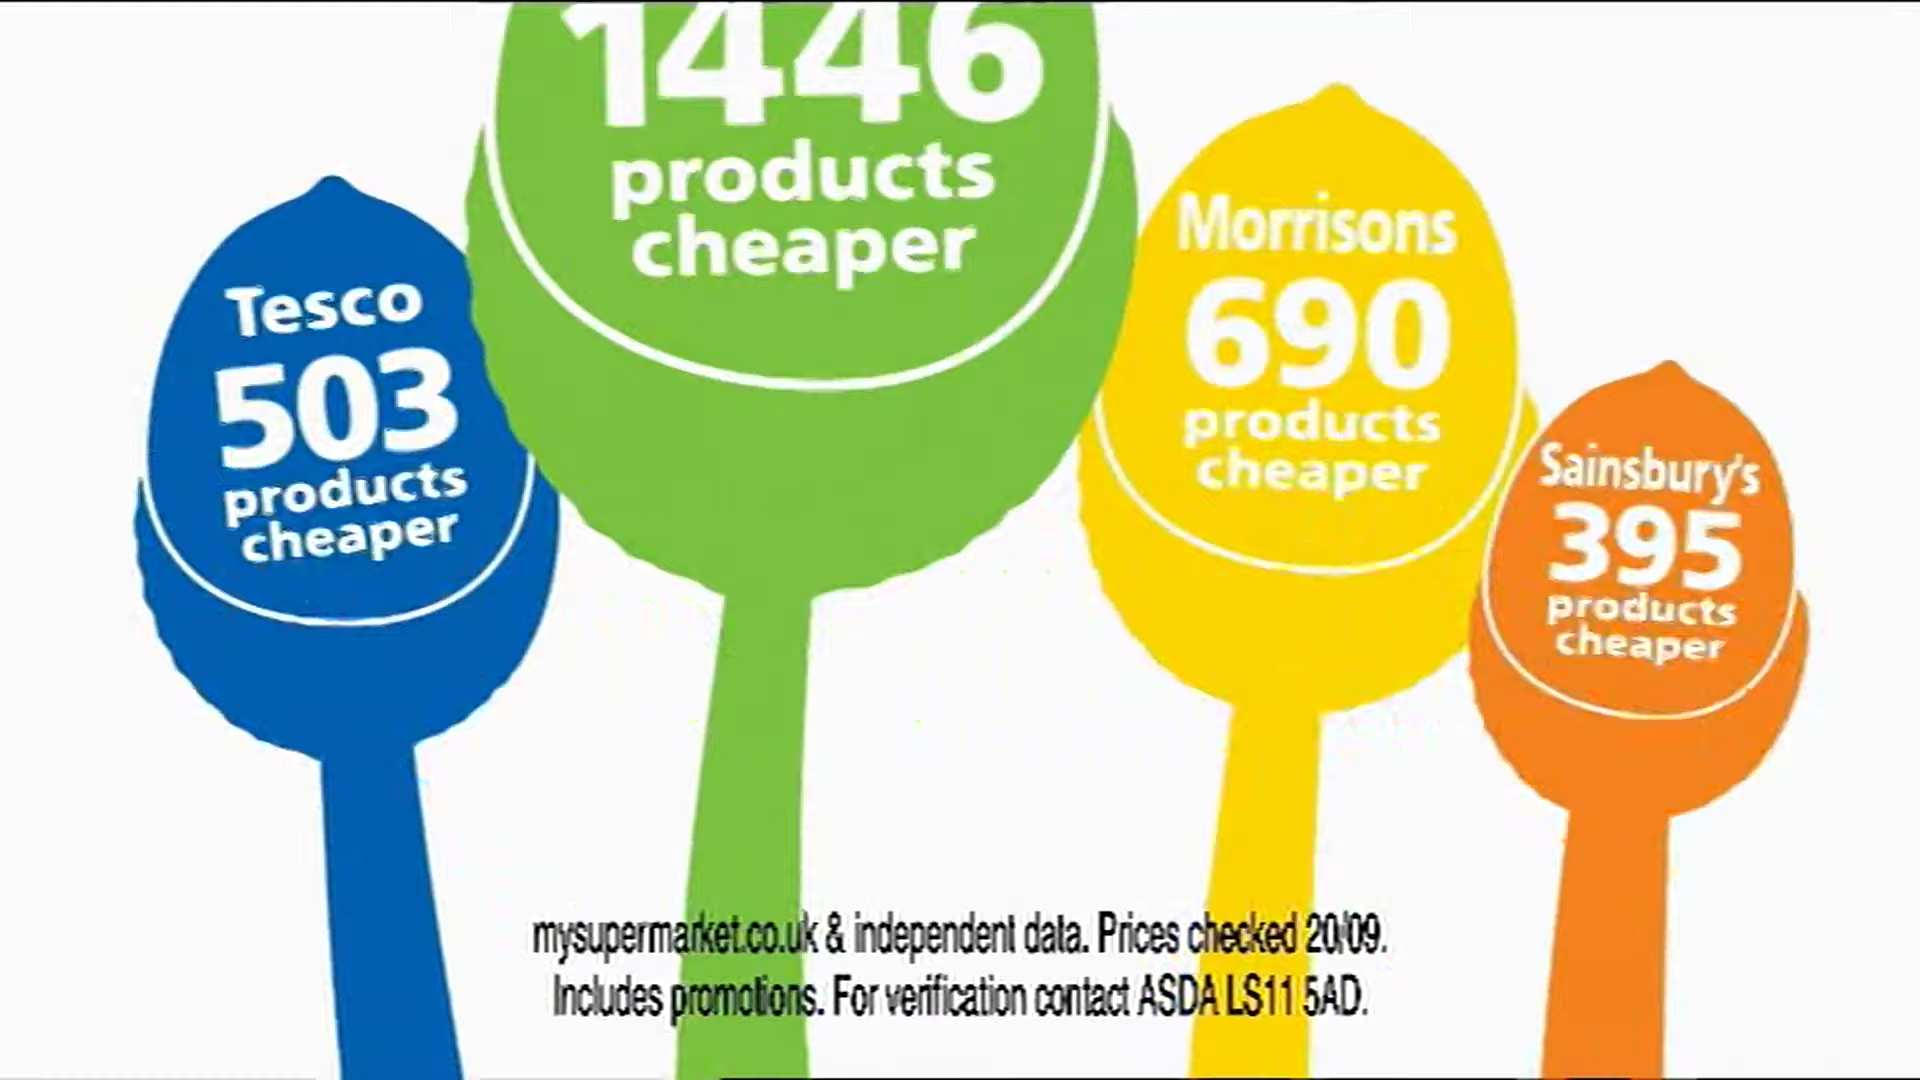 1446
products
cheaper
Tesco
503
products
cheaper
Morrisons
690
products
cheaper
Sainsbury's
395
products
cheaper
mysupermarket.co.uk & independent data. Prices checked 20/09.
Includes promotions. For verification contact ASDA LS11 5AD.